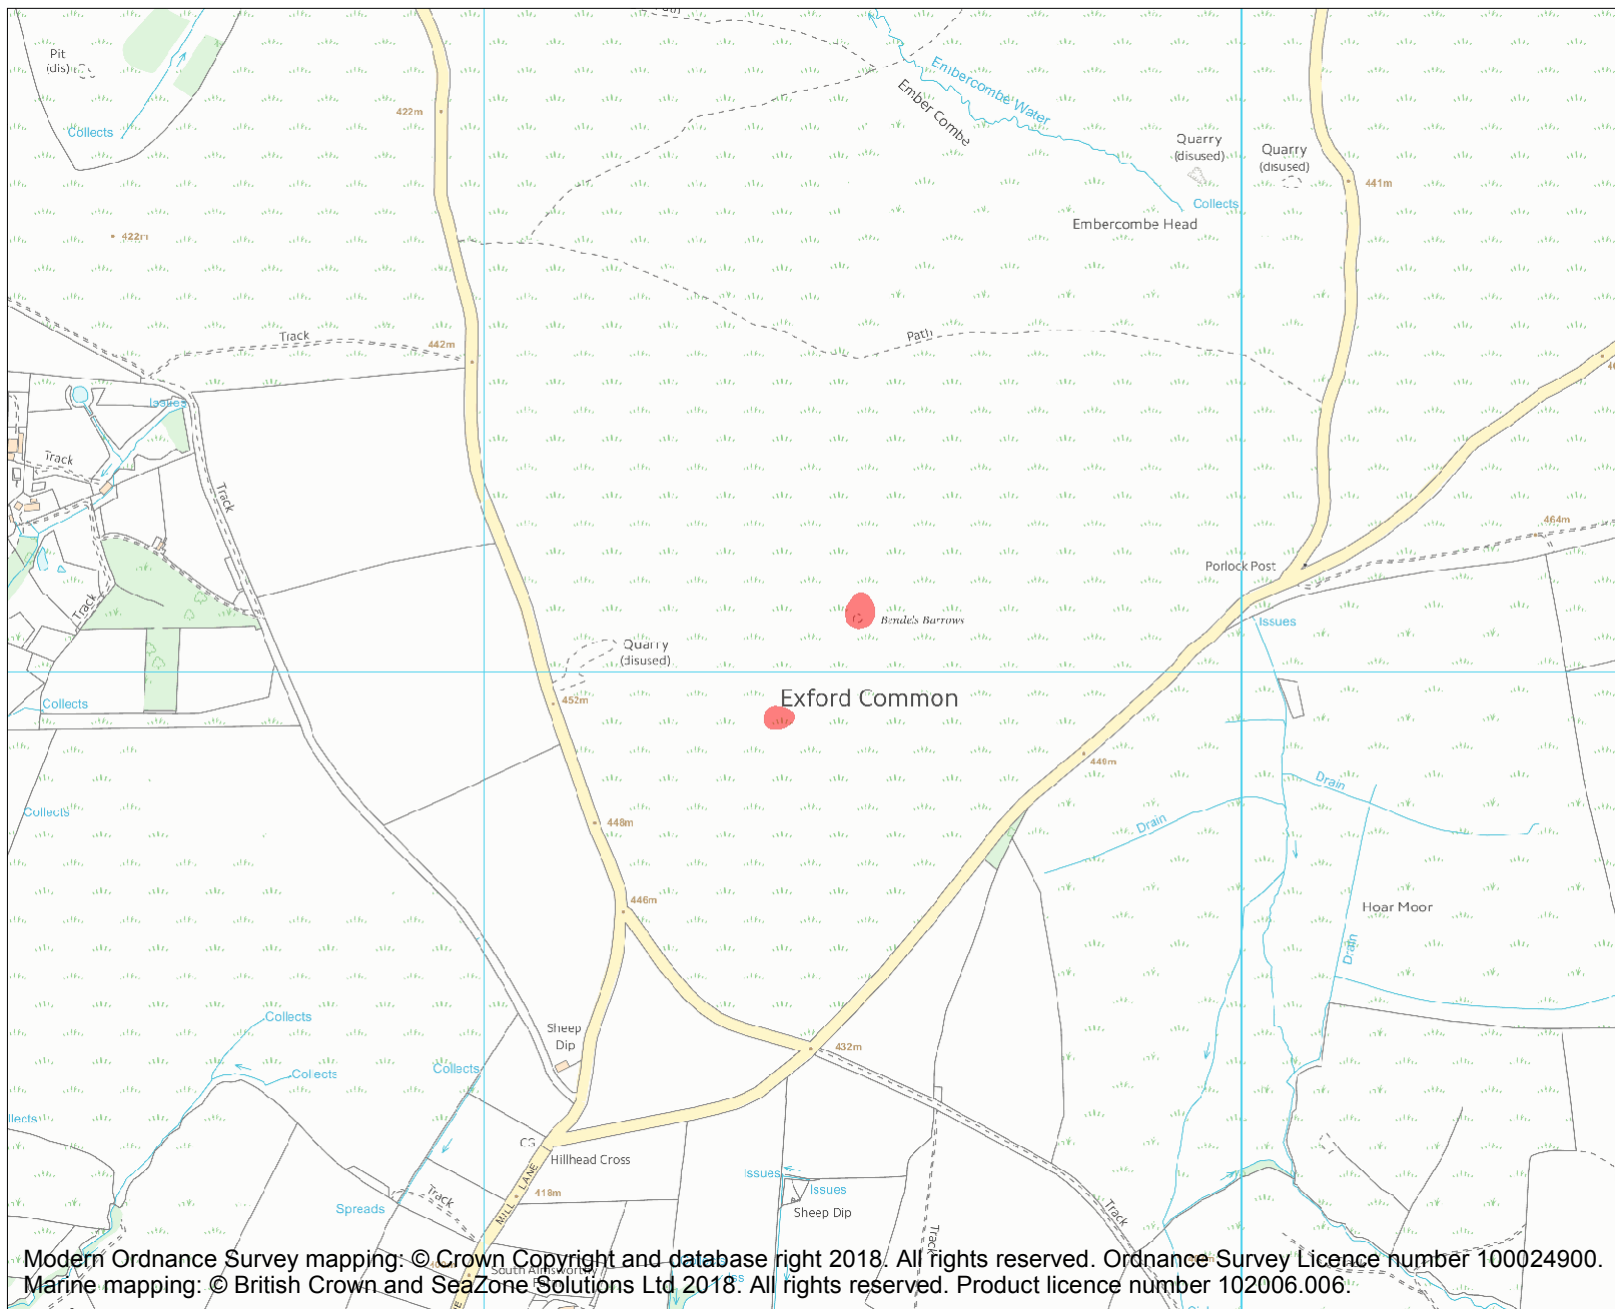 Pit
(dis)
Collects
422m
Embercombe Water
Ember Combe
Quarry
(disused)
Quarry
(disused)
441m
Collects
Embercombe Head
422m
Track
442m
Path
Issues
Track
Track
464m
Porlock Post
Track
Bendels Barrows
Issues
Quarry
(disused)
Exford Common
452m
Collects
449m
Drain
Collects
Drain
448m
446m
Hoar Moor
Drain
Collects
Sheep
Dip
432m
Collects
Collects
llects
CG
Hillhead Cross
Issues
Issues
Track
418m
MILL LANE
Spreads
Sheep Dip
Track
Track
Modern Ordnance Survey mapping: © Crown Copyright and database right 2018. All rights reserved. Ordnance Survey Licence number 100024900.
Marine mapping: © British Crown and SeaZone Solutions Ltd 2018. All rights reserved. Product licence number 102006.006.